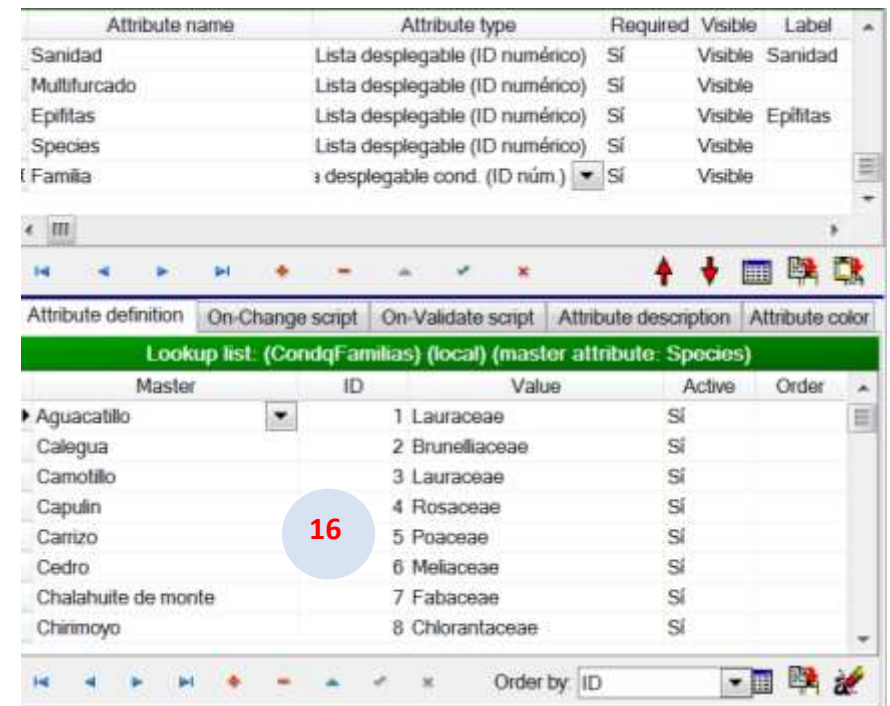 Attribute name Attribute type Required Visible Label
Sanidad Lista desplegable (ID numérico) Sí Visible Sanidad
Multifurcado Lista desplegable (ID numérico) Sí Visible
Epifitas Lista desplegable (ID numérico) Sí Visible Epífitas
Species Lista desplegable (ID numérico) Sí Visible
Familia a desplegable cond. (ID núm.) Sí Visible
Attribute definition On-Change script On-Validate script Attribute description Attribute color
Lookup list: (CondqFamilias) (local) (master attribute: Species)
Master ID Value Active Order
Aguacatillo 1 Lauraceae Sí
Calegua 2 Brunelliaceae Sí
Camotillo 3 Lauraceae Sí
Capulin 4 Rosaceae Sí
Carrizo 5 Poaceae Sí
16
Cedro 6 Meliaceae Sí
Chalahuite de monte 7 Fabaceae Sí
Chirimoyo 8 Chlorantaceae Sí
Order by: ID